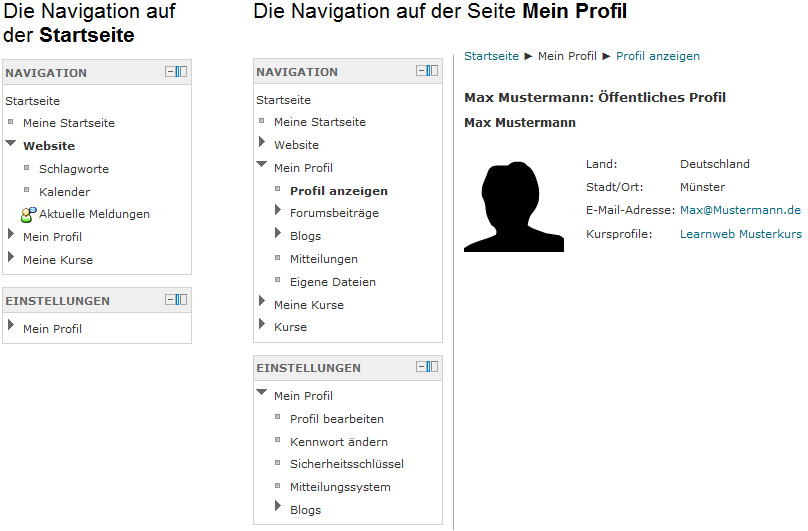 Die Navigation auf
der Startseite
NAVIGATION
Startseite
Meine Startseite
Website
Schlagworte
Kalender
Aktuelle Meldungen
Mein Profil
Meine Kurse
EINSTELLUNGEN
Mein Profil
Die Navigation auf der Seite Mein Profil
NAVIGATION
Startseite
Meine Startseite
Website
Mein Profil
Profil anzeigen
Forumsbeiträge
Blogs
Mitteilungen
Eigene Dateien
Meine Kurse
Kurse
EINSTELLUNGEN
Mein Profil
Profil bearbeiten
Kennwort ändern
Sicherheitsschlüssel
Mitteilungssystem
Blogs
Startseite ► Mein Profil ► Profil anzeigen
Max Mustermann: Öffentliches Profil
Max Mustermann
Land: Deutschland
Stadt/Ort: Münster
E-Mail-Adresse: Max@Mustermann.de
Kursprofile: Learnweb Musterkurs